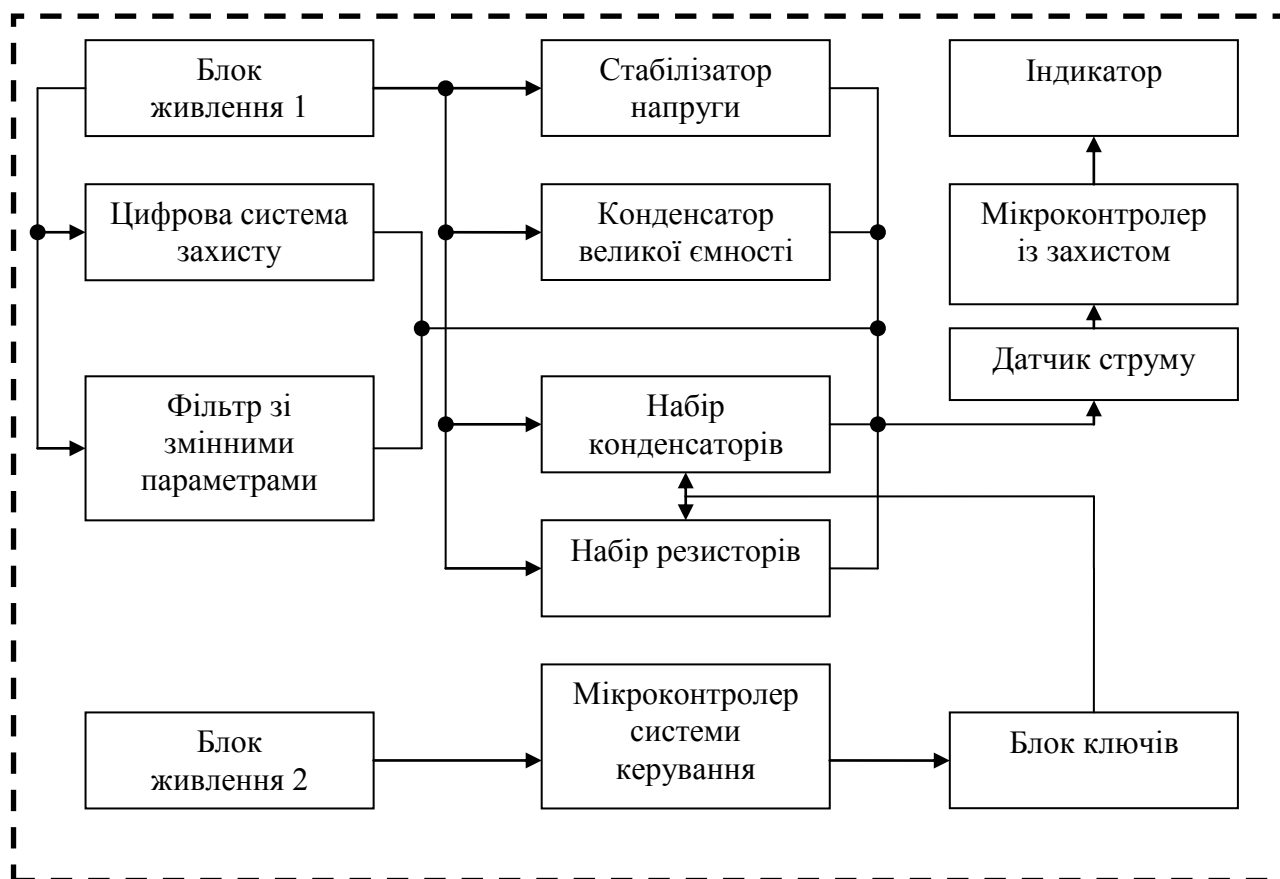 Блок
живлення 1
Стабілізатор
напруги
Індикатор
Цифрова система
захисту
Конденсатор
великої ємності
Мікроконтролер
із захистом
Датчик струму
Фільтр зі
змінними
параметрами
Набір
конденсаторів
Набір резисторів
Блок
живлення 2
Мікроконтролер
системи
керування
Блок ключів